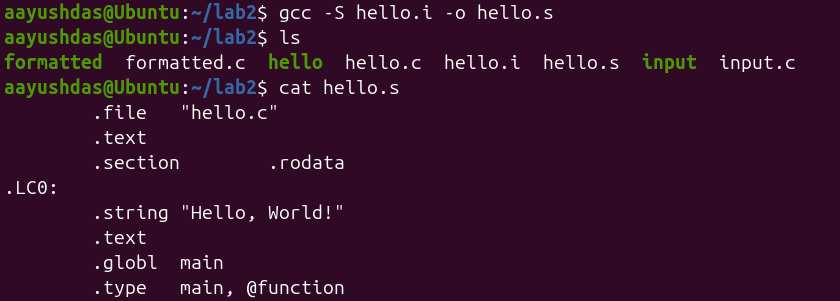 aayushdas@Ubuntu:~/lab2$ gcc -S hello.i -o hello.s
aayushdas@Ubuntu:~/lab2$ ls
formatted  formatted.c  hello  hello.c  hello.i  hello.s  input  input.c
aayushdas@Ubuntu:~/lab2$ cat hello.s
        .file   "hello.c"
        .text
        .section        .rodata
.LC0:
        .string "Hello, World!"
        .text
        .globl  main
        .type   main, @function